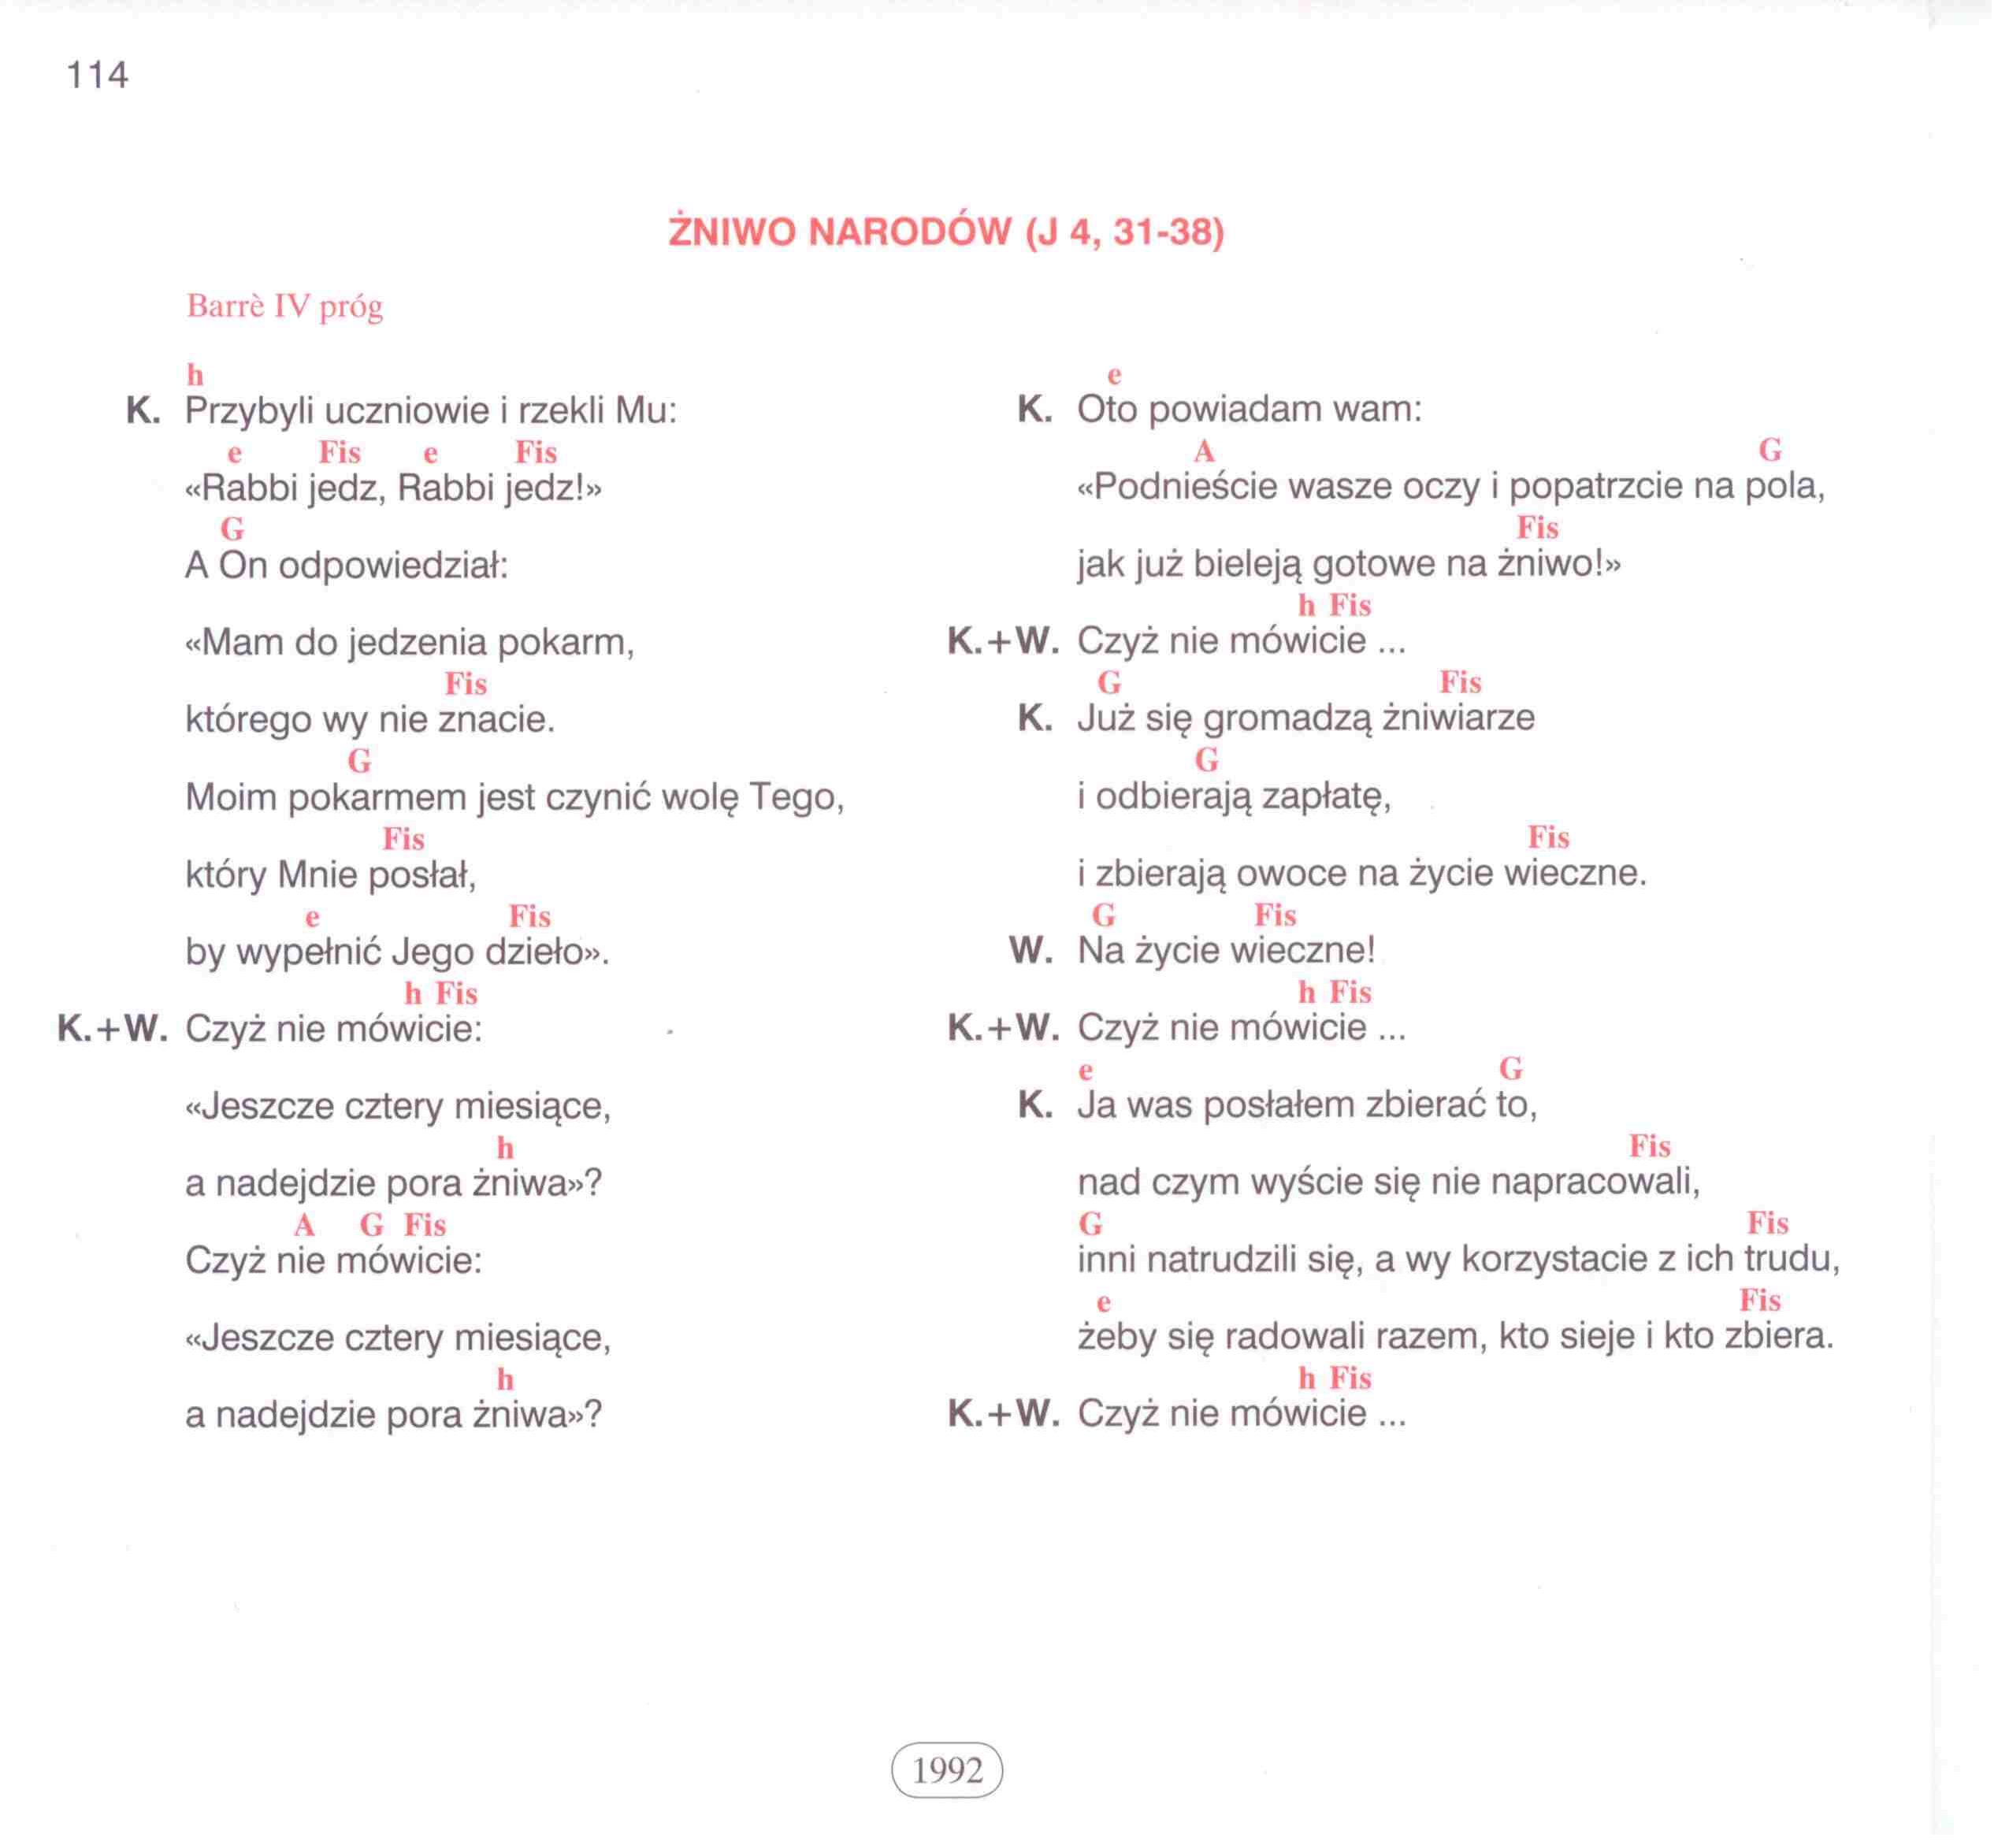 114
ŻNIWO NARODÓW (J 4, 31-38)
Barrè IV próg
h
K. Przybyli uczniowie i rzekli Mu:
e Fis e Fis
«Rabbi jedz, Rabbi jedz!»
G
A On odpowiedział:
«Mam do jedzenia pokarm,
Fis
którego wy nie znacie.
G
Moim pokarmem jest czynić wolę Tego,
Fis
który Mnie posłał,
e Fis
by wypełnić Jego dzieło».
h Fis
K.+W. Czyż nie mówicie:
«Jeszcze cztery miesiące,
h
a nadejdzie pora żniwa»?
A G Fis
Czyż nie mówicie:
«Jeszcze cztery miesiące,
h
a nadejdzie pora żniwa»?
e
K. Oto powiadam wam:
A G
«Podnieście wasze oczy i popatrzcie na pola,
Fis
jak już bieleją gotowe na żniwo!»
h Fis
K.+W. Czyż nie mówicie ...
G Fis
K. Już się gromadzą żniwiarze
G
i odbierają zapłatę,
Fis
i zbierają owoce na życie wieczne.
G Fis
W. Na życie wieczne!
h Fis
K.+W. Czyż nie mówicie ...
e G
K. Ja was posłałem zbierać to,
Fis
nad czym wyście się nie napracowali,
G Fis
inni natrudzili się, a wy korzystacie z ich trudu,
e Fis
żeby się radowali razem, kto sieje i kto zbiera.
h Fis
K.+W. Czyż nie mówicie ...
1992